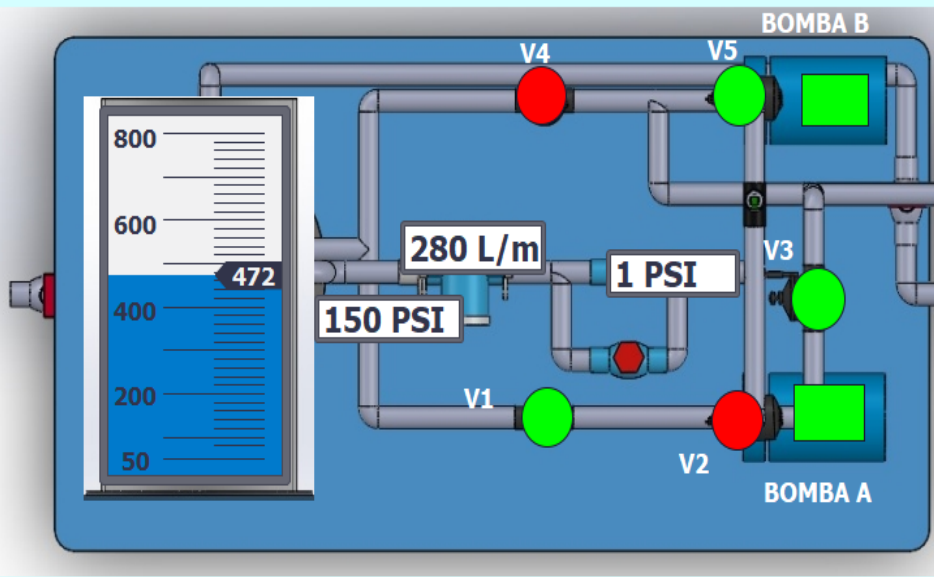 BOMBA B
V4
V5
800
600
472
400
200
50
280 L/m
1 PSI
150 PSI
V3
V1
V2
BOMBA A